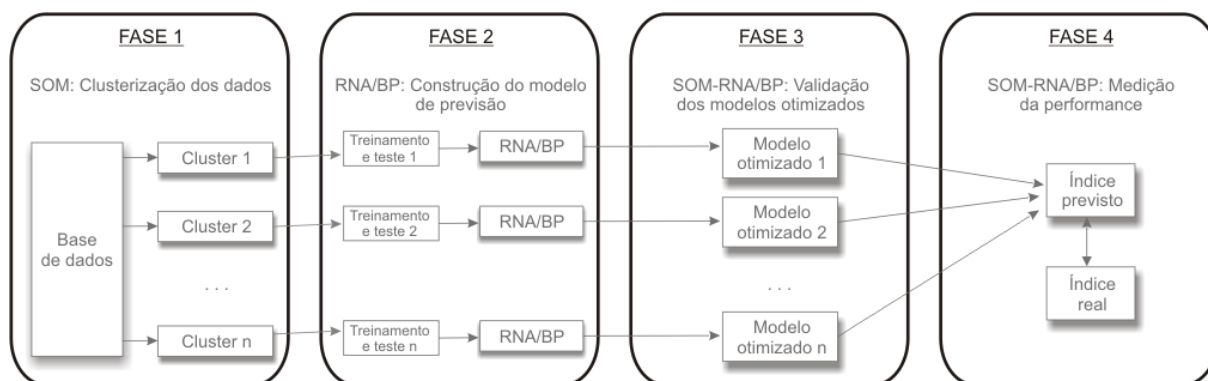 FASE 1
SOM: Clusterização dos dados
Base
de dados
Cluster 1
Cluster 2
. . .
Cluster n
FASE 2
RNA/BP: Construção do modelo
de previsão
Treinamento
e teste 1
RNA/BP
Treinamento
e teste 2
RNA/BP
. . .
Treinamento
e teste n
RNA/BP
FASE 3
SOM-RNA/BP: Validação
dos modelos otimizados
Modelo
otimizado 1
Modelo
otimizado 2
. . .
Modelo
otimizado n
FASE 4
SOM-RNA/BP: Medição
da performance
Índice
previsto
Índice
real